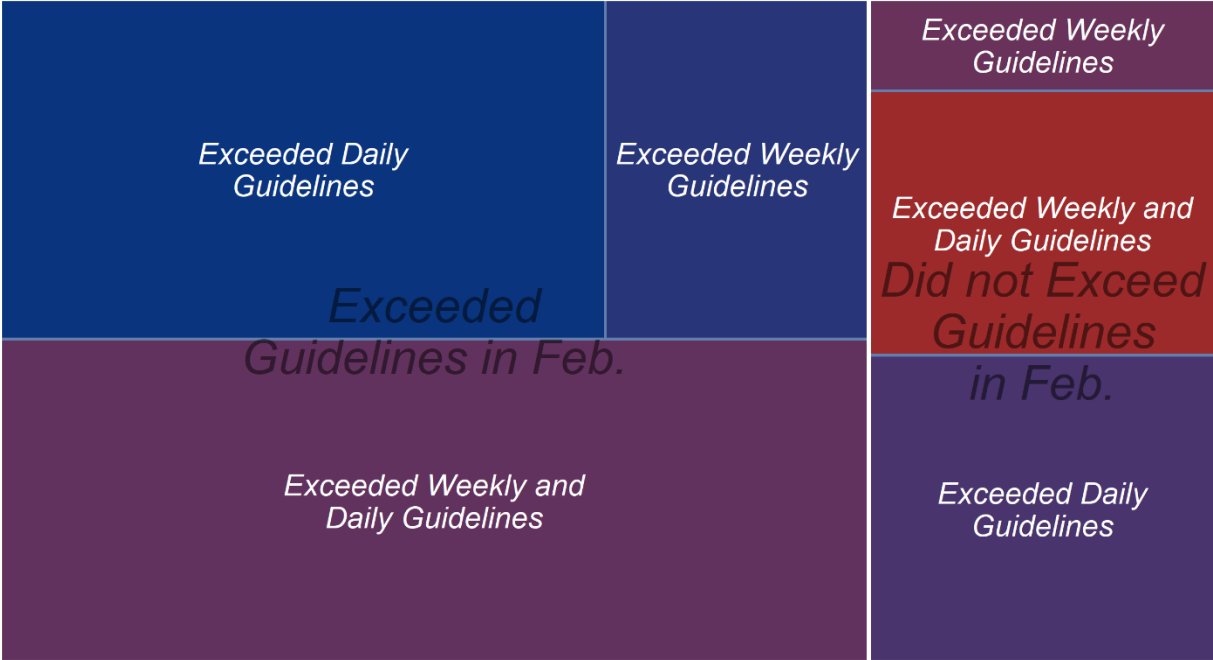 Exceeded Daily
Guidelines
Exceeded Weekly
Guidelines
Exceeded
Guidelines in Feb.
Exceeded Weekly and
Daily Guidelines
Exceeded Weekly
Guidelines
Exceeded Weekly and
Daily Guidelines
Did not Exceed
Guidelines
in Feb.
Exceeded Daily
Guidelines